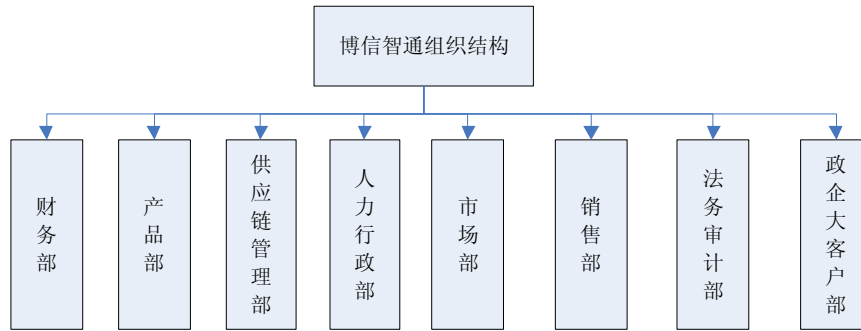 博信智通组织结构
财务部
产品部
供应链管理部
人力行政部
市场部
销售部
法务审计部
政企大客户部